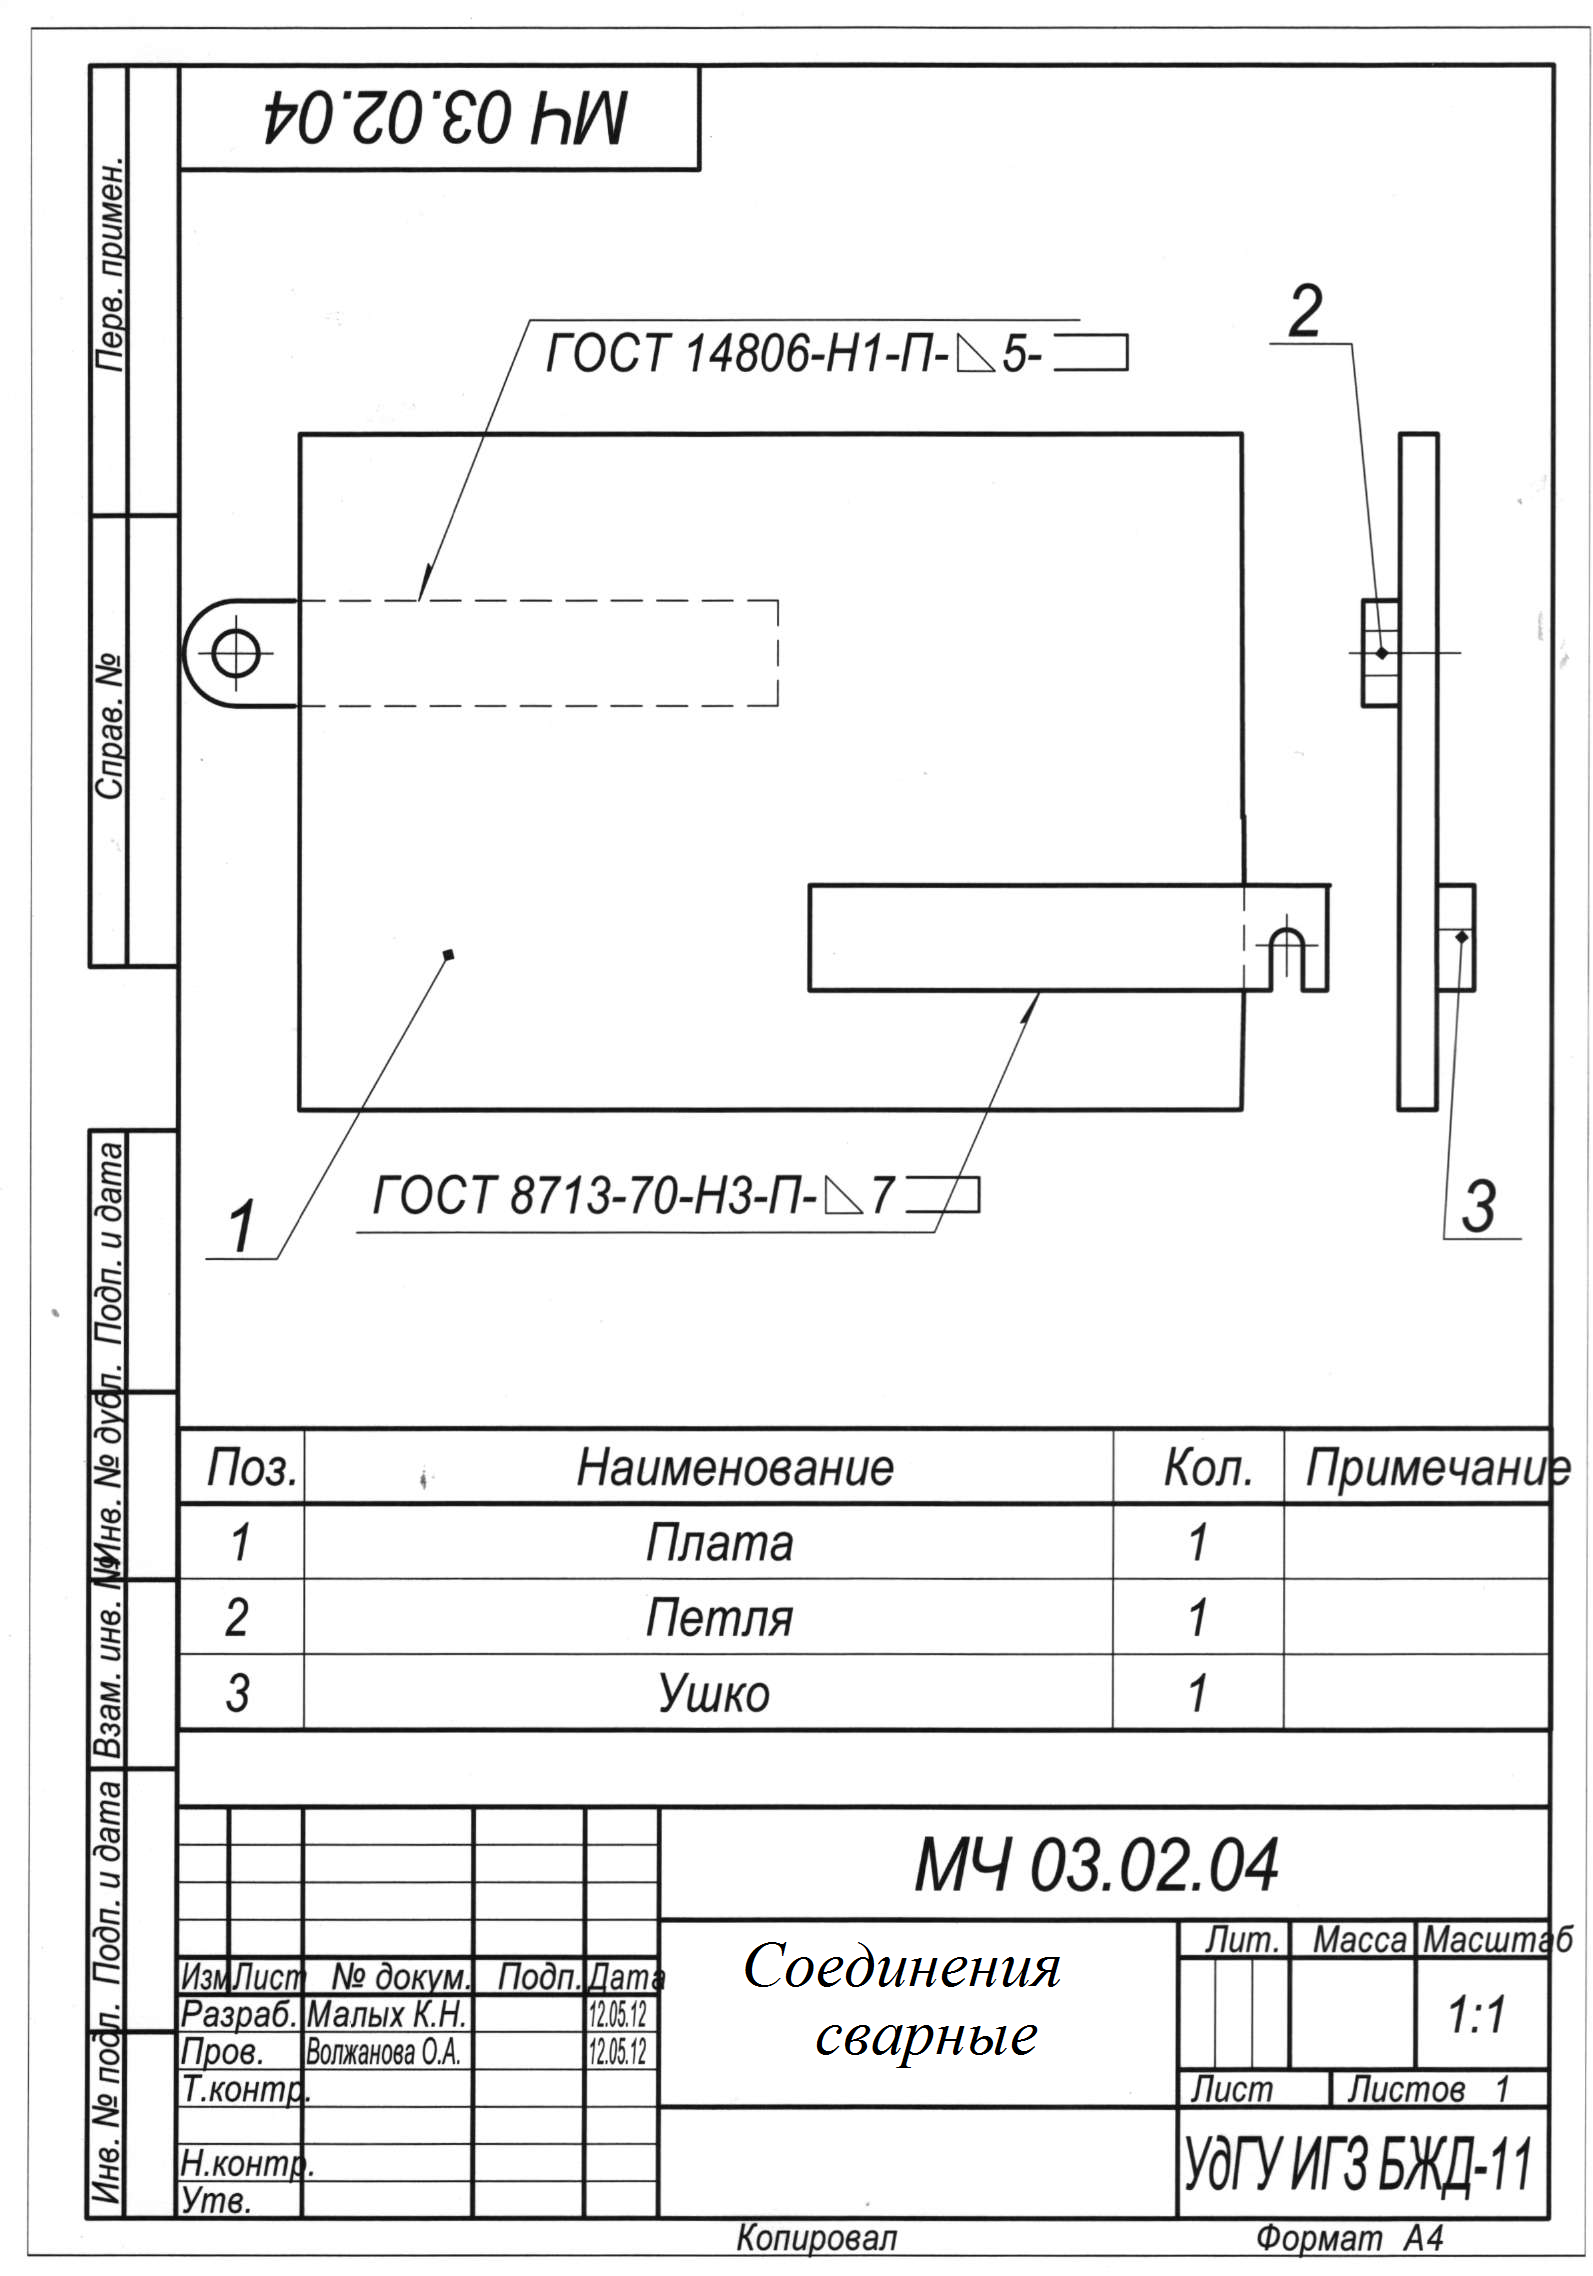 МЧ 03.02.04
Перв. примен.
Справ. №
Подп. и дата
Инв. № дубл.
Взам. инв. №
Подп. и дата
Инв. № подл.
ГОСТ 14806-Н1-П-◺5-
2
ГОСТ 8713-70-Н3-П-◺7
1
3
Поз. Наименование Кол. Примечание
1 Плата 1
2 Петля 1
3 Ушко 1
МЧ 03.02.04
Изм Лист № докум. Подп. Дата
Разраб. Малых К.Н. 12.05.12
Пров. Волжанова О.А. 12.05.12
Т.контр.
Н.контр.
Утв.
Соединения
сварные
Лит. Масса Масштаб
1:1
Лист Листов 1
УдГУ ИГЗ БЖД-11
Копировал Формат А4